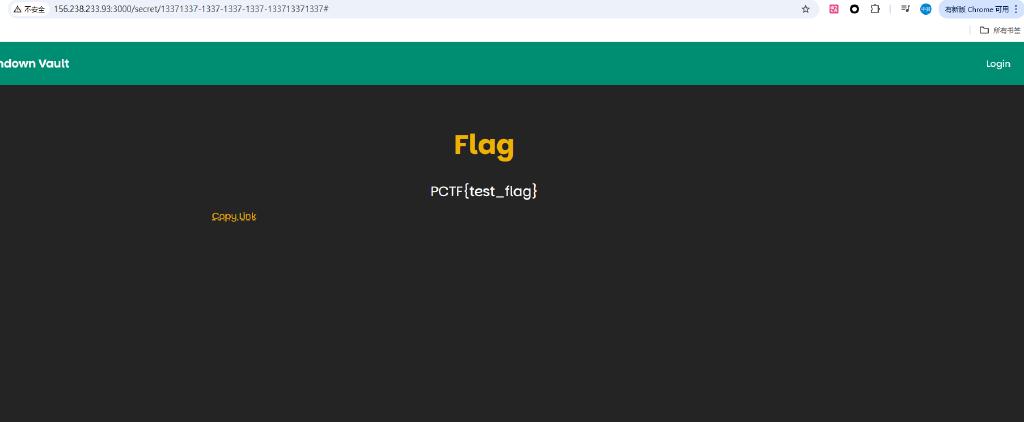 不安全 156.238.233.93:3000/secret/13371337-1337-1337-1337-133713371337# 有新版 Chrome 可用
所有书签
ndown Vault Login
Flag
PCTF{test_flag}
Copy Link